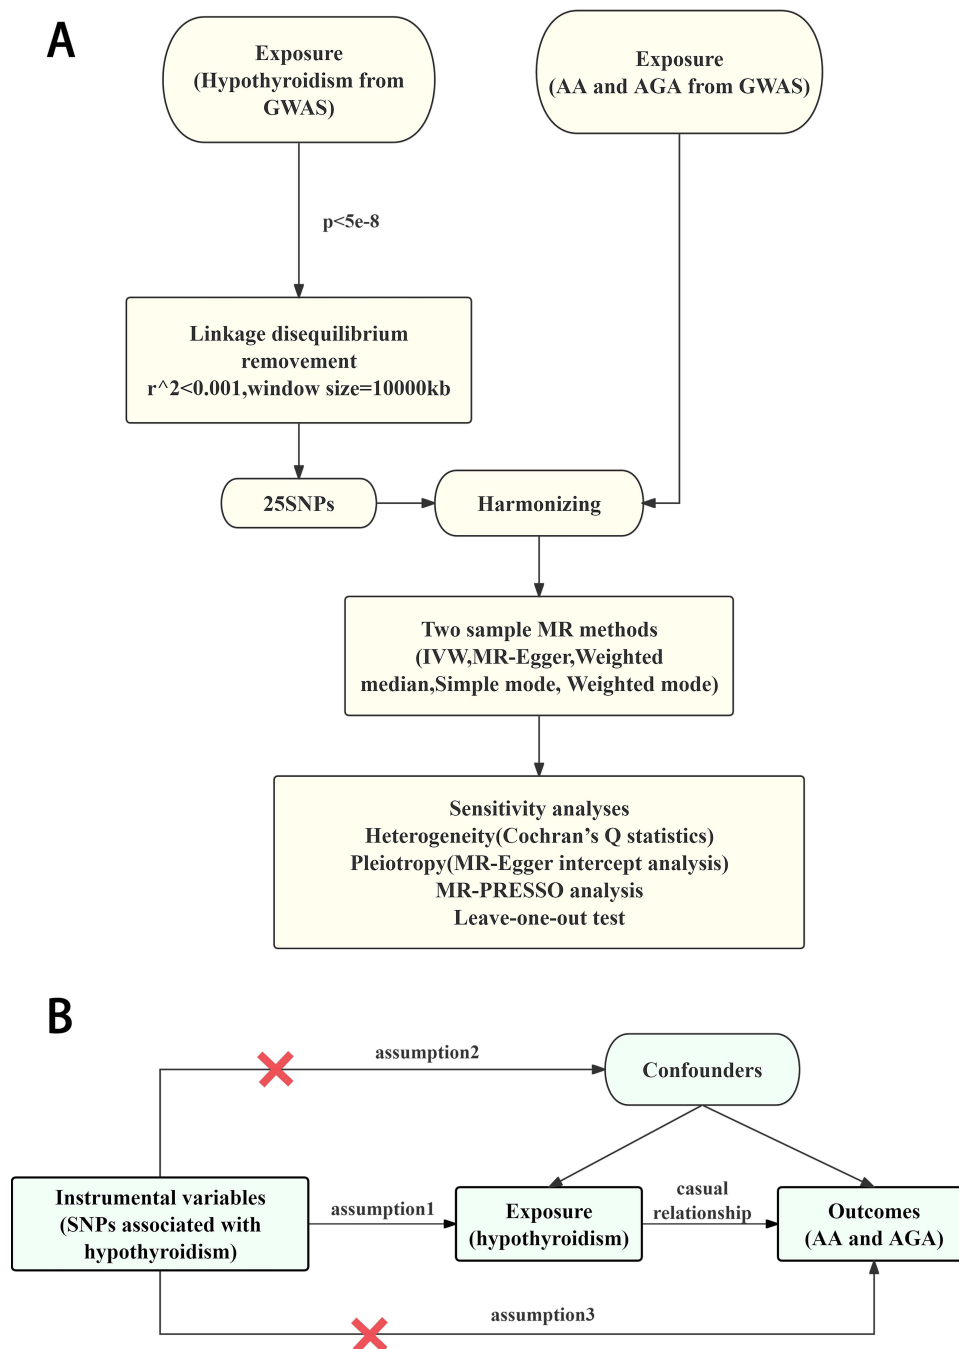 A
Exposure
(Hypothyroidism from
GWAS)
Exposure
(AA and AGA from GWAS)
p<5e-8
Linkage disequilibrium
removement
r^2<0.001,window size=10000kb
25SNPs
Harmonizing
Two sample MR methods
(IVW,MR-Egger,Weighted
median,Simple mode, Weighted mode)
Sensitivity analyses
Heterogeneity(Cochran’s Q statistics)
Pleiotropy(MR-Egger intercept analysis)
MR-PRESSO analysis
Leave-one-out test
B
assumption2
Confounders
Instrumental variables
(SNPs associated with
hypothyroidism)
assumption1
Exposure
(hypothyroidism)
casual
relationship
Outcomes
(AA and AGA)
assumption3